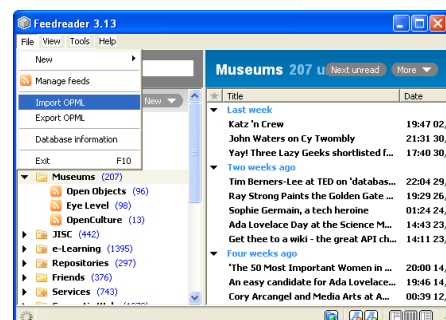 Feedreader 3.13
File View Tools Help
New
Manage feeds
Import OPML
Export OPML
Database information
Exit F10
New
Museums (207)
Open Objects (96)
Eye Level (98)
OpenCulture (13)
JISC (442)
e-Learning (1395)
Repositories (297)
Friends (376)
Services (743)
Museums 207 u Next unread More
Title Date
Last week
Katz 'n Crew 19:47 02,
John Waters on Cy Twombly 21:31 30,
Yay! Three Lazy Geeks shortlisted f... 17:40 30,
Two weeks ago
Tim Berners-Lee at TED on 'databas... 22:04 29,
Ray Strong Paints the Golden Gate ... 19:29 26,
Sophie Germain, a tech heroine 01:24 24,
Ada Lovelace Day at the Science M... 14:43 23,
Get thee to a wiki - the great API ch... 14:11 23,
Four weeks ago
'The 50 Most Important Women in ... 20:00 14,
An easy candidate for Ada Lovelace... 19:46 14,
Cory Arcangel and Media Arts at A... 00:39 12,